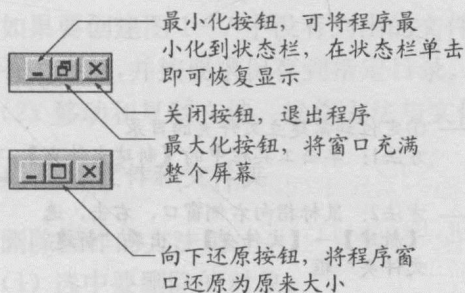 最小化按钮，可将程序最
小化到状态栏，在状态栏单击
即可恢复显示
关闭按钮，退出程序
最大化按钮，将窗口充满
整个屏幕
向下还原按钮，将程序窗
口还原为原来大小